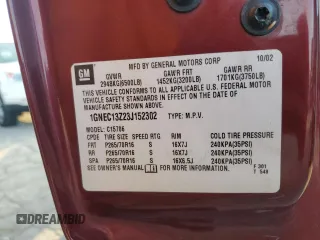 GM
MFD BY GENERAL MOTORS CORP 10/02
GVWR GAWR FRT GAWR RR
2948KG(6500LB) 1452KG(3200LB) 1701KG(3750LB)
THIS VEHICLE CONFORMS TO ALL APPLICABLE U.S. FEDERAL MOTOR
VEHICLE SAFETY STANDARDS IN EFFECT ON THE DATE OF
MANUFACTURE SHOWN ABOVE.
1GNEC13Z23J152302 TYPE: M.P.V.
MODEL: C15706
CPDE TIRE SIZE SPEED RTG RIM COLD TIRE PRESSURE
FRT P265/70R16 S 16X7J 240KPA(35PSI)
RR P265/70R16 S 16X7J 240KPA(35PSI)
SPA P265/70R16 S 16X6.5J 240KPA(35PSI)
SEE OWNER'S MANUAL FOR MORE INFORMATION.
F 301
T 548
AUTOBIDMASTER